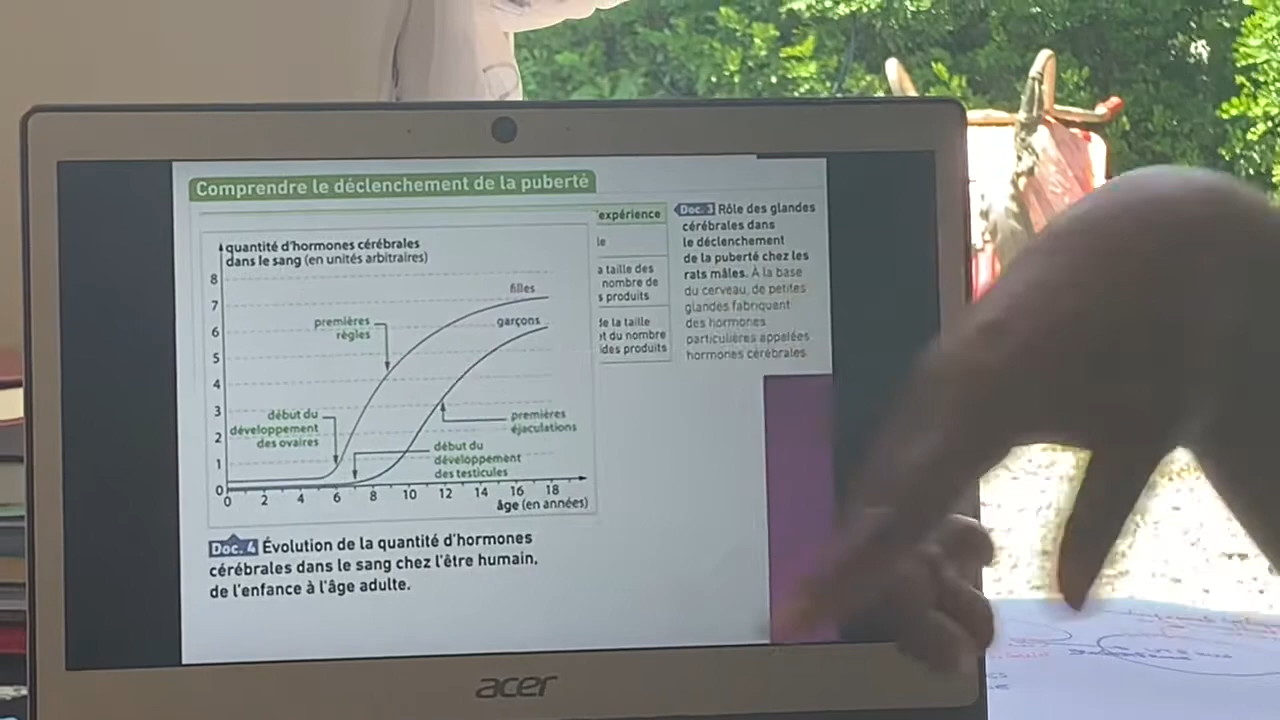 Comprendre le déclenchement de la puberté
quantité d'hormones cérébrales
dans le sang (en unités arbitraires)
8
7
6
5
4
3
2
1
0
filles
garçons
premières
règles
début du
développement
des ovaires
premières
éjaculations
début du
développement
des testicules
0 2 4 6 8 10 12 14 16 18
âge (en années)
Doc. 4 Évolution de la quantité d'hormones
cérébrales dans le sang chez l'être humain,
de l'enfance à l'âge adulte.
expérience
le
a taille des
nombre de
s produits
de la taille
et du nombre
ides produits
Doc. 3 Rôle des glandes
cérébrales dans
le déclenchement
de la puberté chez les
rats mâles. À la base
du cerveau, de petites
glandes fabriquent
des hormones
particulières appelées
hormones cérébrales.
acer